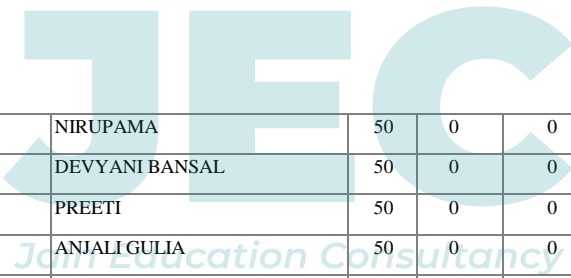 JEC
NIRUPAMA 50 0 0
DEVYANI BANSAL 50 0 0
PREETI 50 0 0
ANJALI GULIA 50 0 0
Jain Education Consultancy